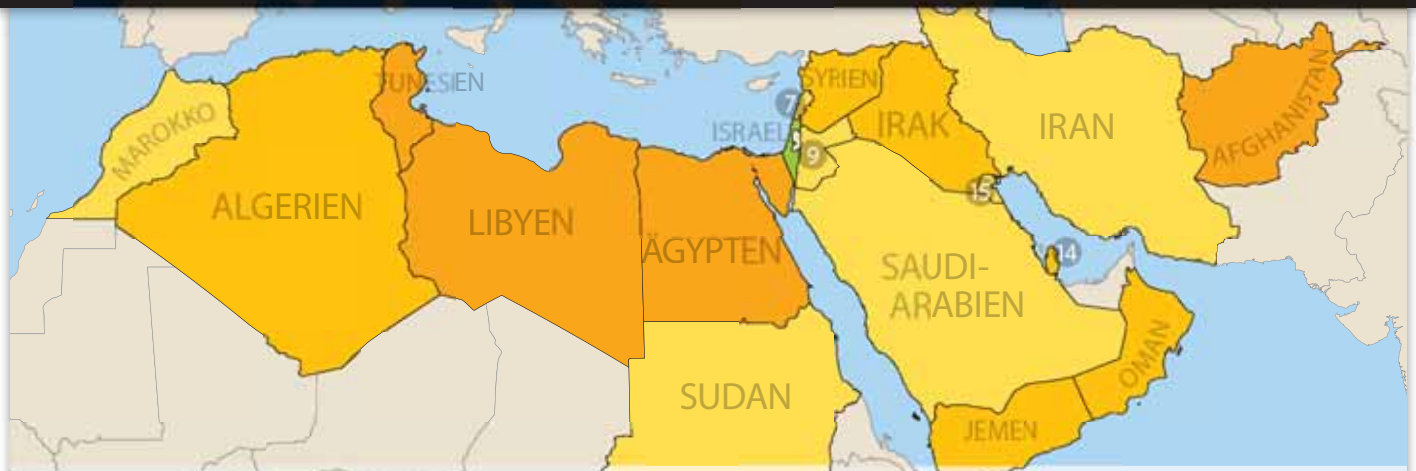 TUNESIEN
SYRIEN
7
MAROKKO
ISRAEL
IRAK
IRAN
AFGHANISTAN
9
15
ALGERIEN
LIBYEN
ÄGYPTEN
14
SAUDI-
ARABIEN
OMAN
SUDAN
JEMEN